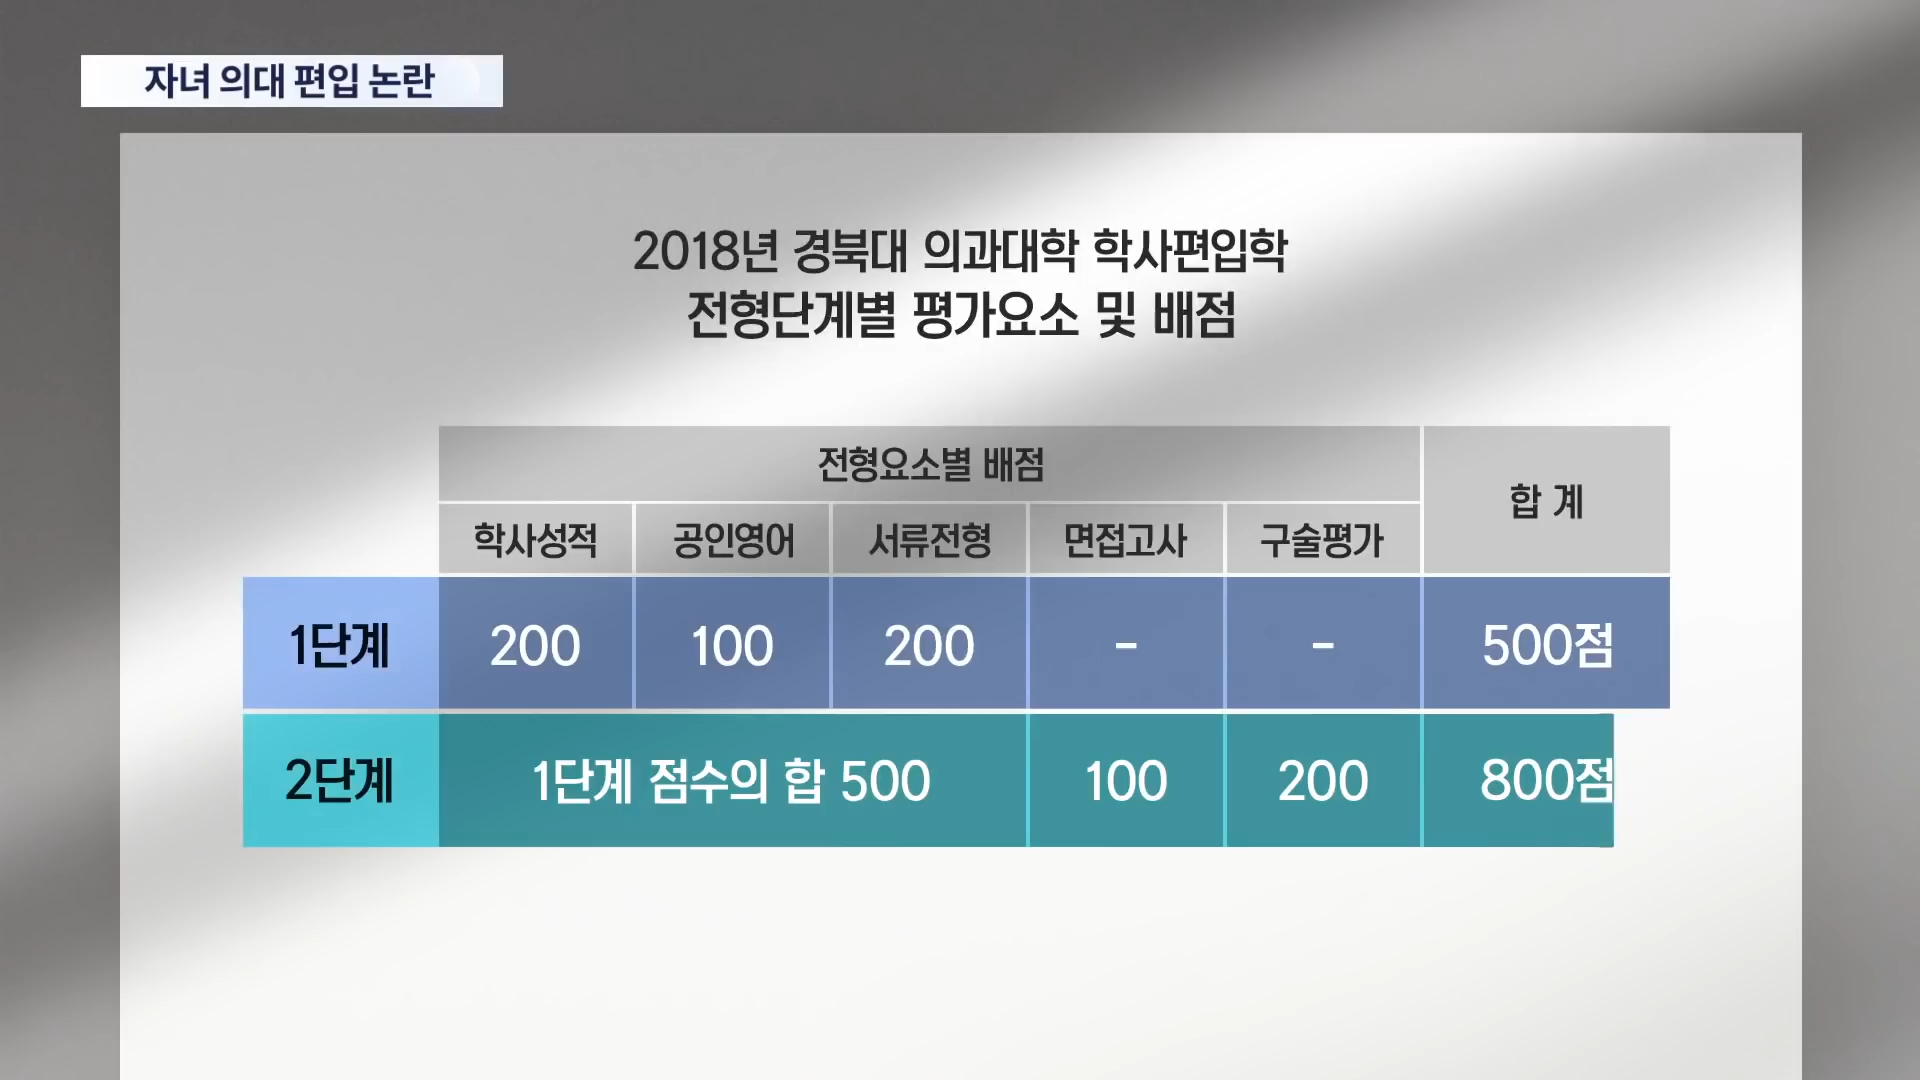 자녀 의대 편입 논란
2018년 경북대 의과대학 학사편입학
전형단계별 평가요소 및 배점
전형요소별 배점
합 계
학사성적 공인영어 서류전형 면접고사 구술평가
1단계 200 100 200 - - 500점
2단계 1단계 점수의 합 500 100 200 800점